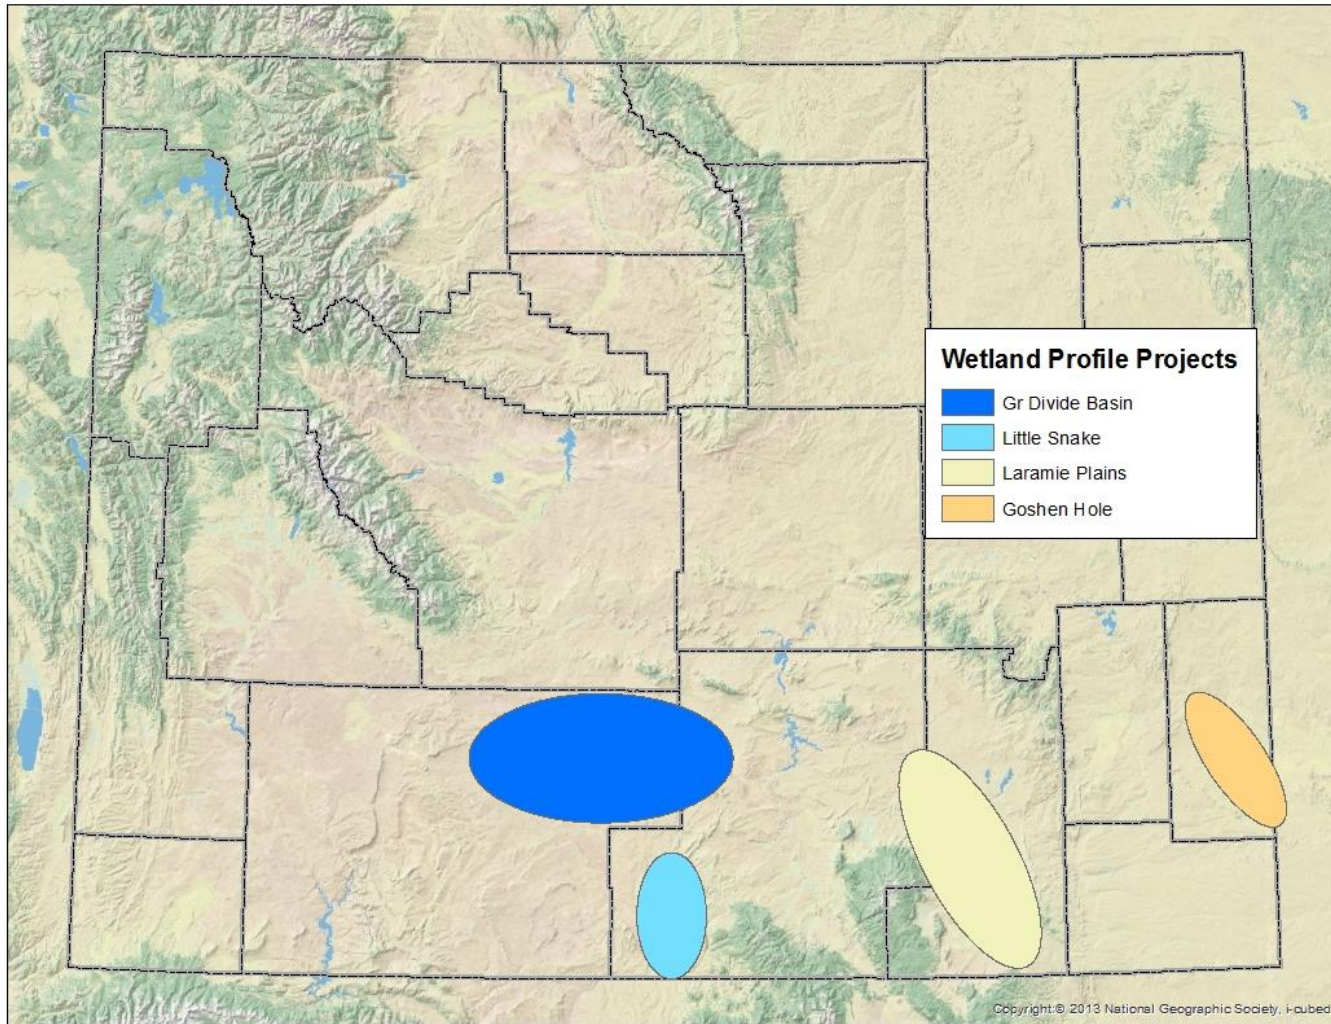 Wetland Profile Projects
Gr Divide Basin
Little Snake
Laramie Plains
Goshen Hole
Copyright:© 2013 National Geographic Society, i-cubed